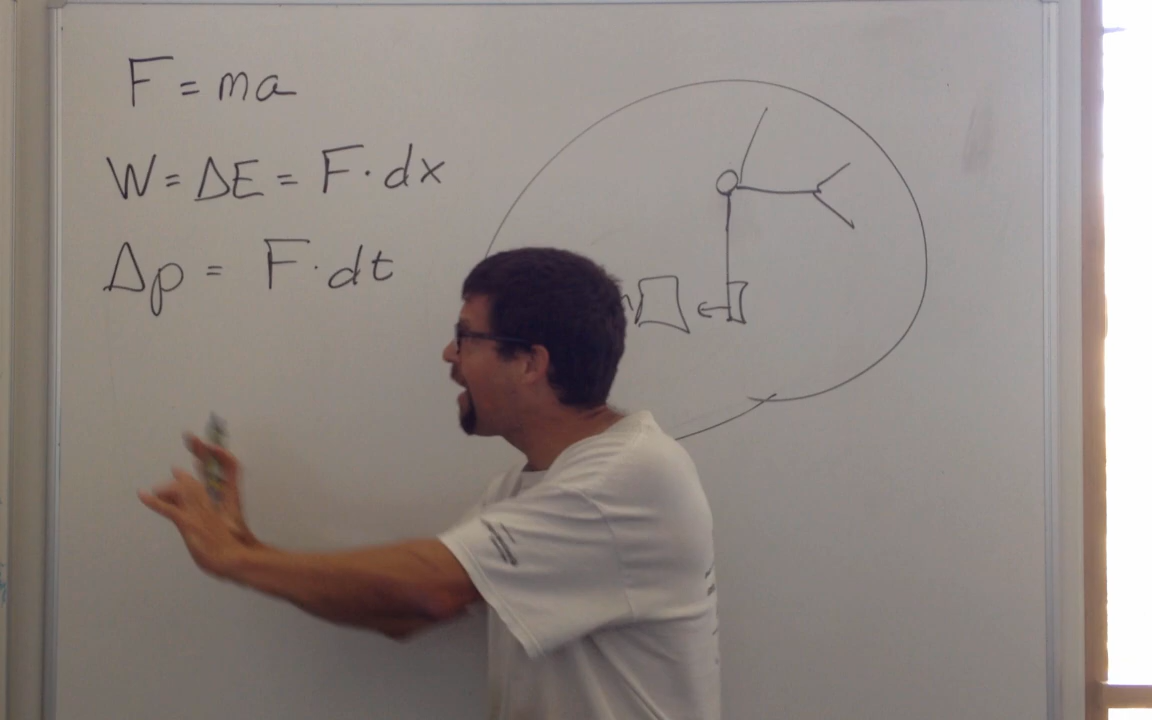 F = ma
W = ΔE = F · dx
Δp = F · dt